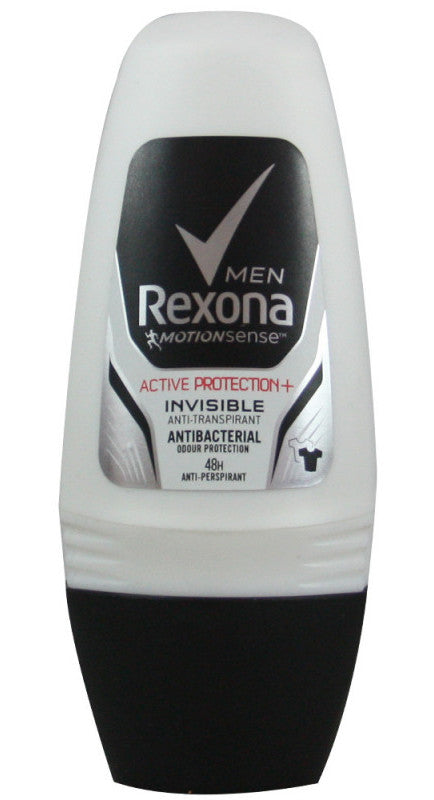 MEN
Rexona
MOTIONsense™
ACTIVE PROTECTION+
INVISIBLE
ANTI-TRANSPIRANT
ANTIBACTERIAL
ODOUR PROTECTION
48H
ANTI-PERSPIRANT